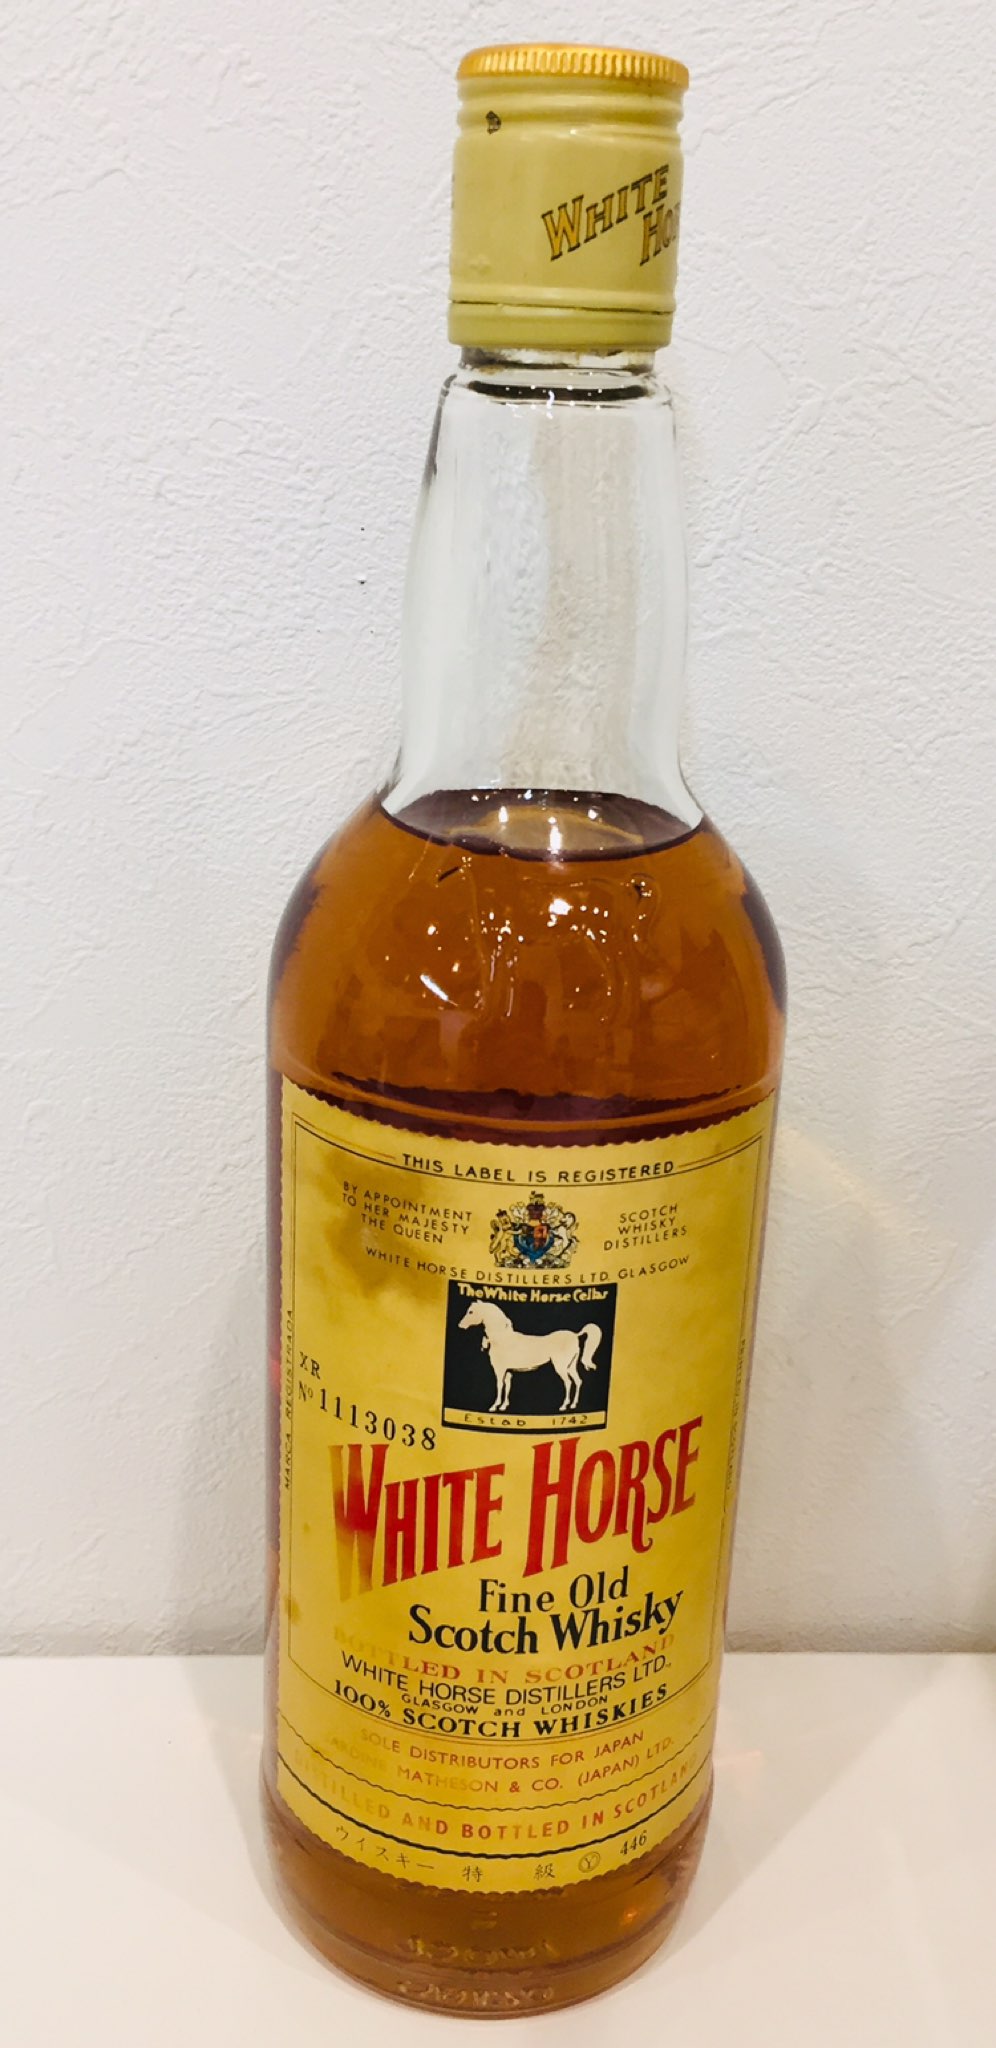 WHITE
THIS LABEL IS REGISTERED
BY APPOINTMENT
TO HER MAJESTY
THE QUEEN
SCOTCH
WHISKY
DISTILLERS
WHITE HORSE DISTILLERS LTD. GLASGOW
The White Horse Cellar
Estab 1742
MARCA REGISTRADA
XR
Nº 1113038
WHITE HORSE
Fine Old
Scotch Whisky
BOTTLED IN SCOTLAND
WHITE HORSE DISTILLERS LTD.
GLASGOW and LONDON
100% SCOTCH WHISKIES
SOLE DISTRIBUTORS FOR JAPAN
JARDINE MATHESON & CO. (JAPAN) LTD.
DISTILLED AND BOTTLED IN SCOTLAND
ウイスキー 特 級 Ⓨ 446